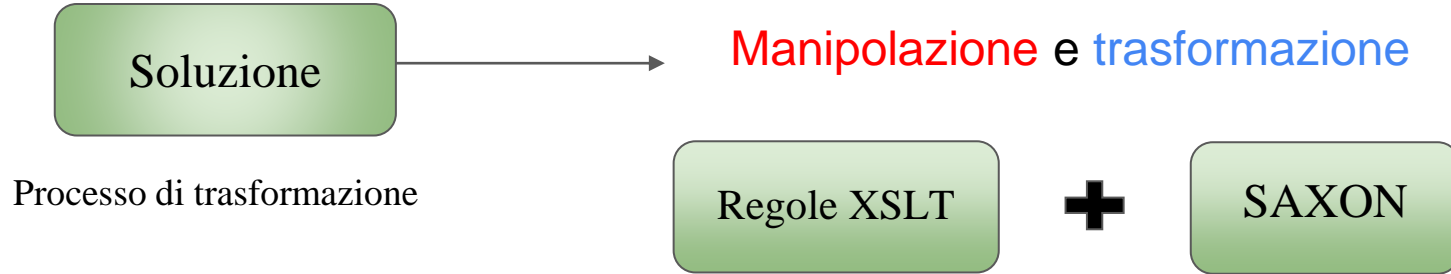 Soluzione
Manipolazione e trasformazione
Processo di trasformazione
Regole XSLT
SAXON